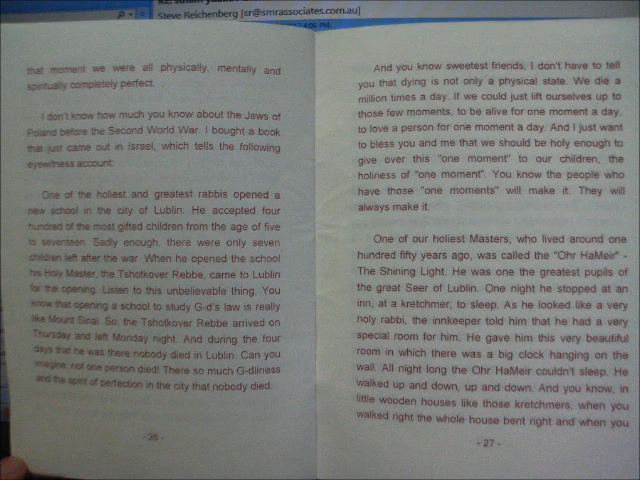 Steve Reichenberg [sr@smrassociates.com.au]
4:05 PM
that moment we were all physically, mentally and
spiritually completely perfect.
I don't know how much you know about the Jews of
Poland before the Second World War. I bought a book
that just came out in Israel, which tells the following
eyewitness account:
One of the holiest and greatest rabbis opened a
new school in the city of Lublin. He accepted four
hundred of the most gifted children from the age of five
to seventeen. Sadly enough, there were only seven
children left after the war. When he opened the school
his Holy Master, the Tshotkover Rebbe, came to Lublin
for the opening. Listen to this unbelievable thing. You
know that opening a school to study G-d's law is really
like Mount Sinai. So, the Tshotkover Rebbe arrived on
Thursday and left Monday night. And during the four
days that he was there nobody died in Lublin. Can you
imagine, not one person died! There so much G-dliness
and the spirit of perfection in the city that nobody died.
- 26 -
And you know sweetest friends, I don't have to tell
you that dying is not only a physical state. We die a
million times a day. If we could just lift ourselves up to
those few moments, to be alive for one moment a day,
to love a person for one moment a day. And I just want
to bless you and me that we should be holy enough to
give over this "one moment" to our children, the
holiness of "one moment". You know the people who
have those "one moments" will make it. They will
always make it.
One of our holiest Masters, who lived around one
hundred fifty years ago, was called the "Ohr HaMeir" -
The Shining Light. He was one the greatest pupils of
the great Seer of Lublin. One night he stopped at an
inn, at a kretchmer, to sleep. As he looked like a very
holy rabbi, the innkeeper told him that he had a very
special room for him. He gave him this very beautiful
room in which there was a big clock hanging on the
wall. All night long the Ohr HaMeir couldn't sleep. He
walked up and down, up and down. And you know, in
little wooden houses like those kretchmers, when you
walked right the whole house bent right and when you
- 27 -